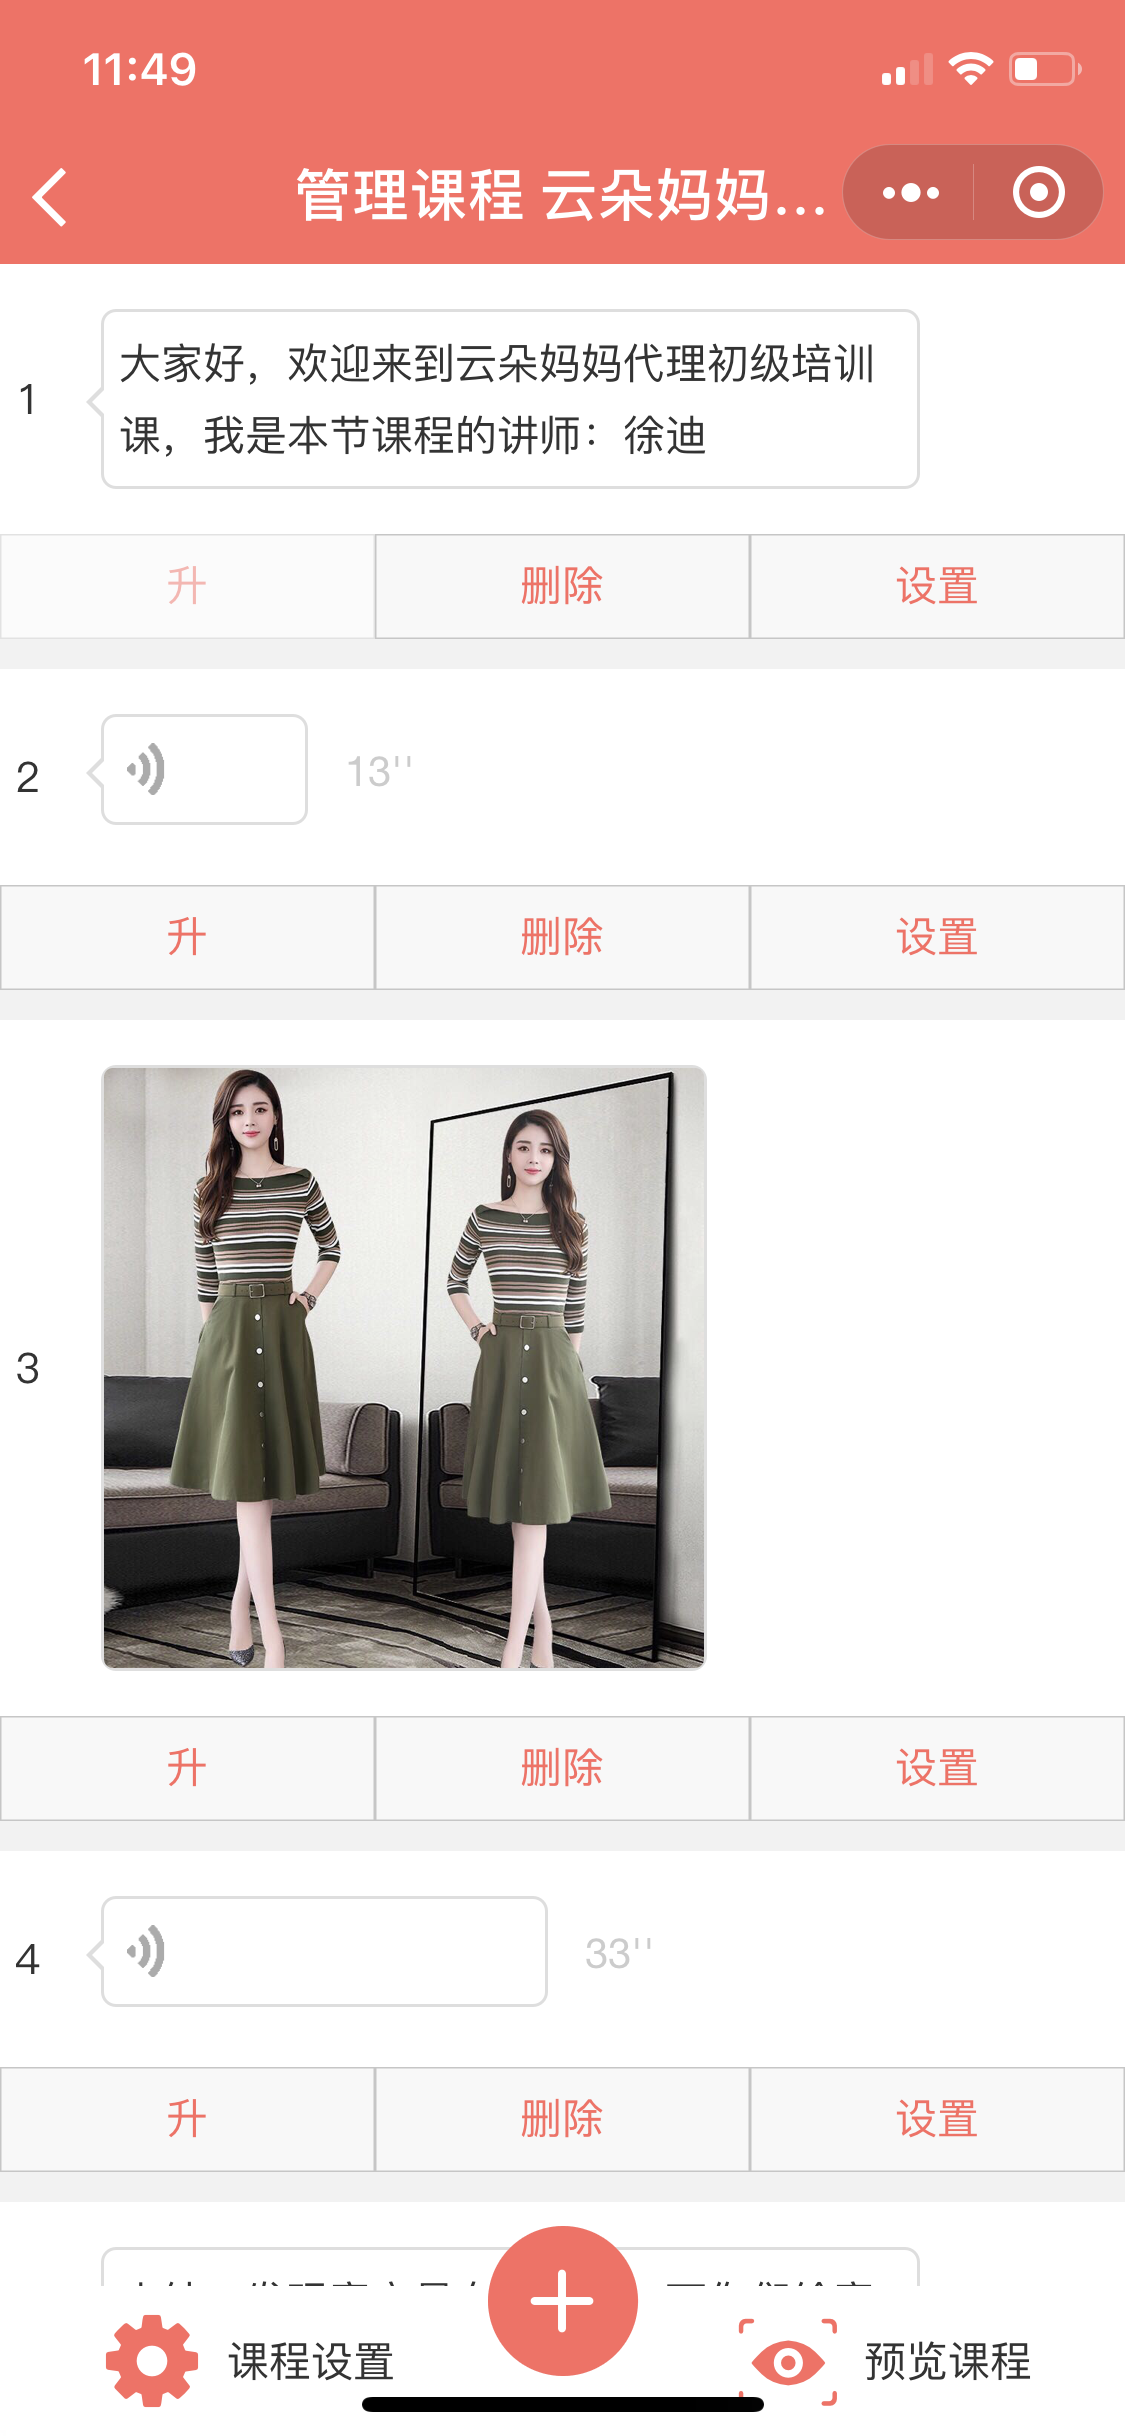 11:49
管理课程 云朵妈妈...
1
大家好，欢迎来到云朵妈妈代理初级培训
课，我是本节课程的讲师：徐迪
升
删除
设置
2
13''
升
删除
设置
3
升
删除
设置
4
33''
升
删除
设置
课程设置
预览课程